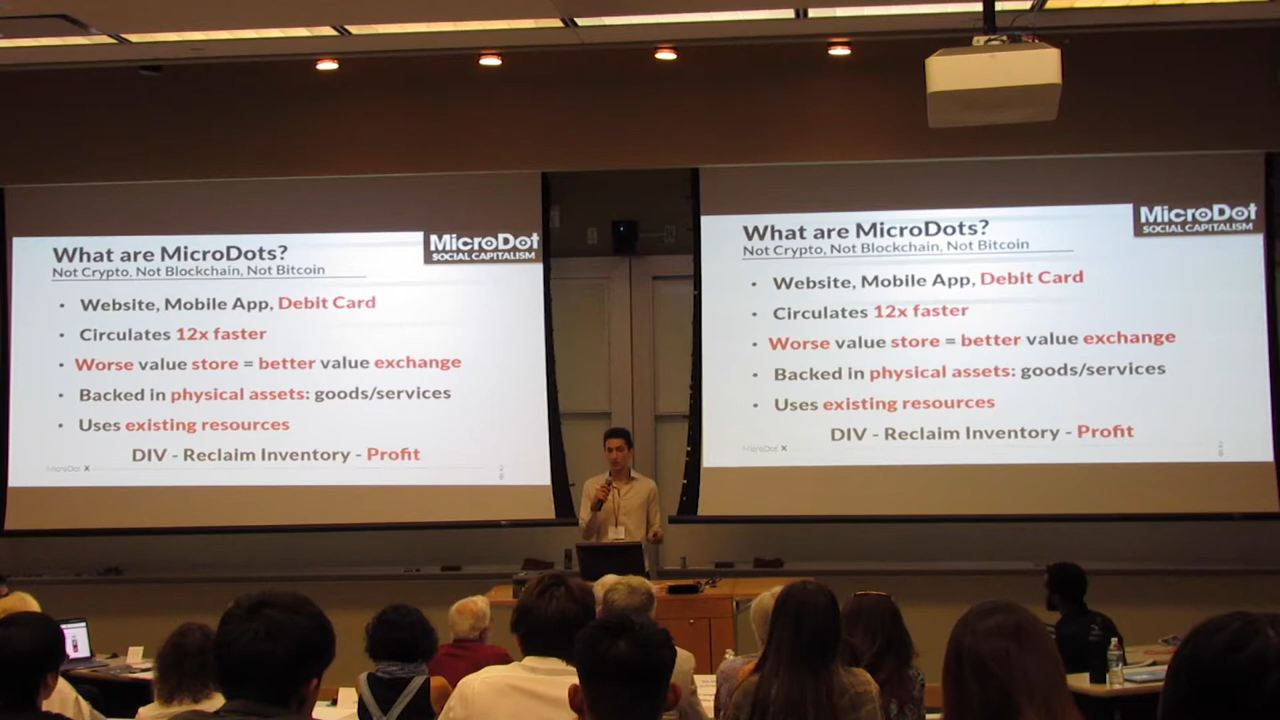 What are MicroDots?
Not Crypto, Not Blockchain, Not Bitcoin
MicroDot
SOCIAL CAPITALISM
• Website, Mobile App, Debit Card
• Circulates 12x faster
• Worse value store = better value exchange
• Backed in physical assets: goods/services
• Uses existing resources
DIV - Reclaim Inventory - Profit
MicroDot X
What are MicroDots?
Not Crypto, Not Blockchain, Not Bitcoin
MicroDot
SOCIAL CAPITALISM
• Website, Mobile App, Debit Card
• Circulates 12x faster
• Worse value store = better value exchange
• Backed in physical assets: goods/services
• Uses existing resources
DIV - Reclaim Inventory - Profit
MicroDot X